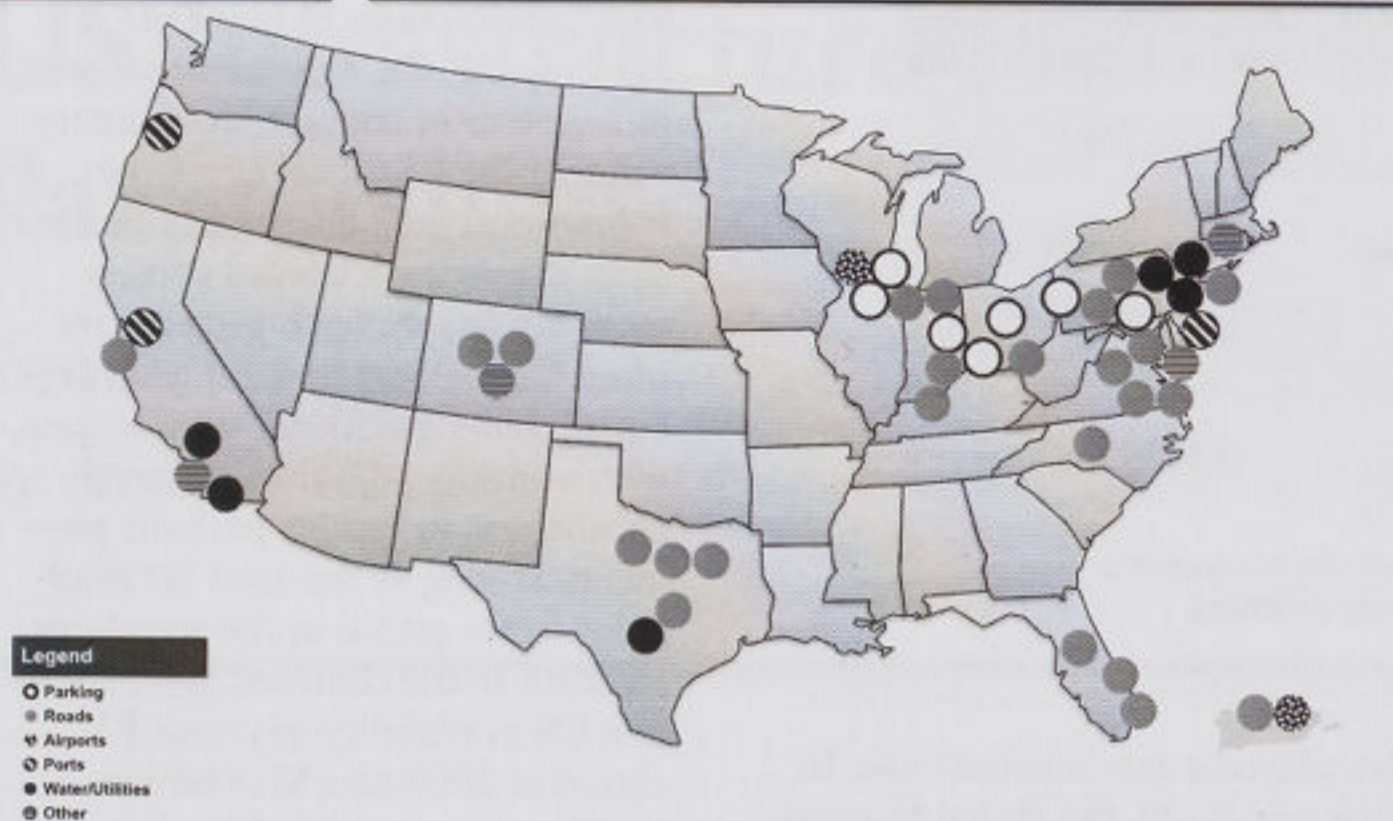 Legend
Parking
Roads
Airports
Ports
Water/Utilities
Other